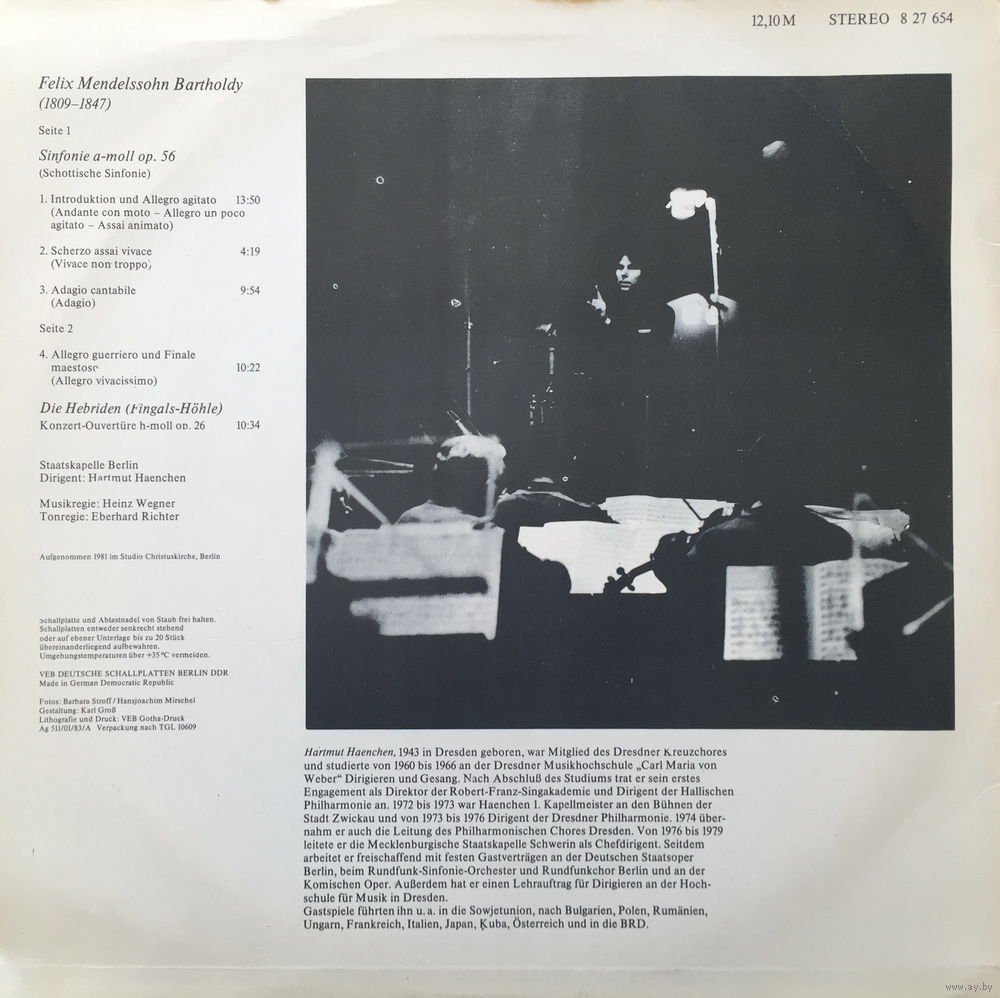 12,10 M STEREO 8 27 654
Felix Mendelssohn Bartholdy
(1809–1847)
Seite 1
Sinfonie a-moll op. 56
(Schottische Sinfonie)
1. Introduktion und Allegro agitato 13:50
(Andante con moto – Allegro un poco
agitato – Assai animato)
2. Scherzo assai vivace 4:19
(Vivace non troppo)
3. Adagio cantabile 9:54
(Adagio)
Seite 2
4. Allegro guerriero und Finale
maestoso 10:22
(Allegro vivacissimo)
Die Hebriden (Fingals-Höhle)
Konzert-Ouvertüre h-moll op. 26 10:34
Staatskapelle Berlin
Dirigent: Hartmut Haenchen
Musikregie: Heinz Wegner
Tonregie: Eberhard Richter
Aufgenommen 1981 im Studio Christuskirche, Berlin
Schallplatte und Abtastnadel von Staub frei halten.
Schallplatten entweder senkrecht stehend
oder auf ebener Unterlage bis zu 20 Stück
übereinanderliegend aufbewahren.
Umgebungstemperaturen über +35 °C vermeiden.
VEB DEUTSCHE SCHALLPLATTEN BERLIN DDR
Made in German Democratic Republic
Fotos: Barbara Stroff / Hansjoachim Mirschel
Gestaltung: Karl Groß
Lithografie und Druck: VEB Gotha-Druck
Ag 511/01/83/A Verpackung nach TGL 10609
Hartmut Haenchen, 1943 in Dresden geboren, war Mitglied des Dresdner Kreuzchores
und studierte von 1960 bis 1966 an der Dresdner Musikhochschule „Carl Maria von
Weber“ Dirigieren und Gesang. Nach Abschluß des Studiums trat er sein erstes
Engagement als Direktor der Robert-Franz-Singakademie und Dirigent der Hallischen
Philharmonie an. 1972 bis 1973 war Haenchen 1. Kapellmeister an den Bühnen der
Stadt Zwickau und von 1973 bis 1976 Dirigent der Dresdner Philharmonie. 1974 über-
nahm er auch die Leitung des Philharmonischen Chores Dresden. Von 1976 bis 1979
leitete er die Mecklenburgische Staatskapelle Schwerin als Chefdirigent. Seitdem
arbeitet er freischaffend mit festen Gastverträgen an der Deutschen Staatsoper
Berlin, beim Rundfunk-Sinfonie-Orchester und Rundfunkchor Berlin und an der
Komischen Oper. Außerdem hat er einen Lehrauftrag für Dirigieren an der Hoch-
schule für Musik in Dresden.
Gastspiele führten ihn u. a. in die Sowjetunion, nach Bulgarien, Polen, Rumänien,
Ungarn, Frankreich, Italien, Japan, Kuba, Österreich und in die BRD.
www.ay.by